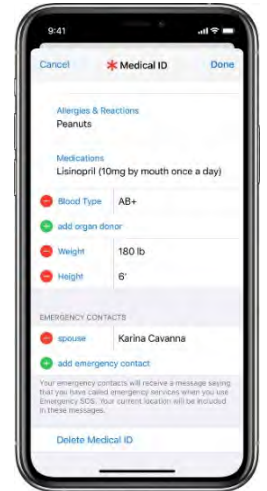 9:41
Cancel
Medical ID
Done
Allergies & Reactions
Peanuts
Medications
Lisinopril (10mg by mouth once a day)
Blood Type AB+
add organ donor
Weight 180 lb
Height 6'
EMERGENCY CONTACTS
spouse Karina Cavanna
add emergency contact
Your emergency contacts will receive a message saying
that you have called emergency services when you use
Emergency SOS. Your current location will be included
in these messages.
Delete Medical ID